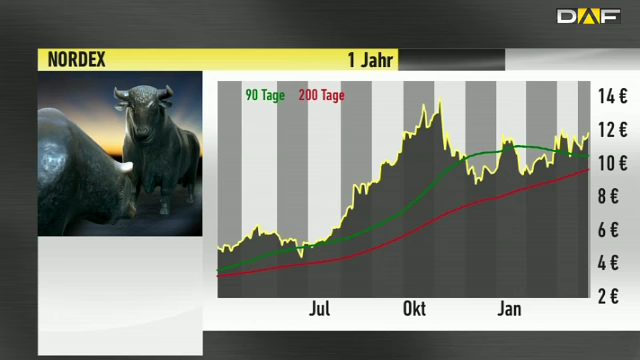 DAF
NORDEX
1 Jahr
90 Tage 200 Tage
14 €
12 €
10 €
8 €
6 €
4 €
2 €
Jul Okt Jan